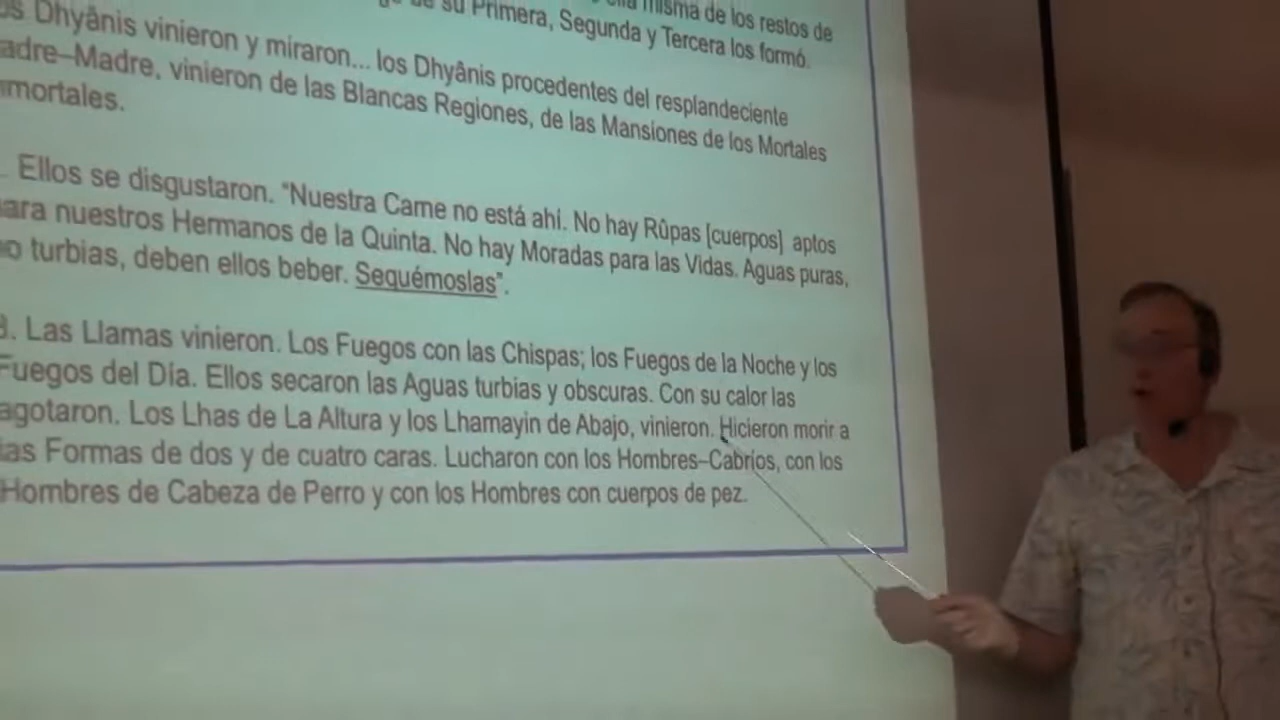 misma de los restos de
de su Primera, Segunda y Tercera los formó.
Dhyânis vinieron y miraron... los Dhyânis procedentes del resplandeciente
adre–Madre, vinieron de las Blancas Regiones, de las Mansiones de los Mortales
mortales.
Ellos se disgustaron. “Nuestra Carne no está ahí. No hay Rûpas [cuerpos] aptos
ara nuestros Hermanos de la Quinta. No hay Moradas para las Vidas. Aguas puras,
o turbias, deben ellos beber. Sequémoslas”.
3. Las Llamas vinieron. Los Fuegos con las Chispas; los Fuegos de la Noche y los
Fuegos del Día. Ellos secaron las Aguas turbias y obscuras. Con su calor las
agotaron. Los Lhas de La Altura y los Lhamayin de Abajo, vinieron. Hicieron morir a
las Formas de dos y de cuatro caras. Lucharon con los Hombres–Cabríos, con los
Hombres de Cabeza de Perro y con los Hombres con cuerpos de pez.